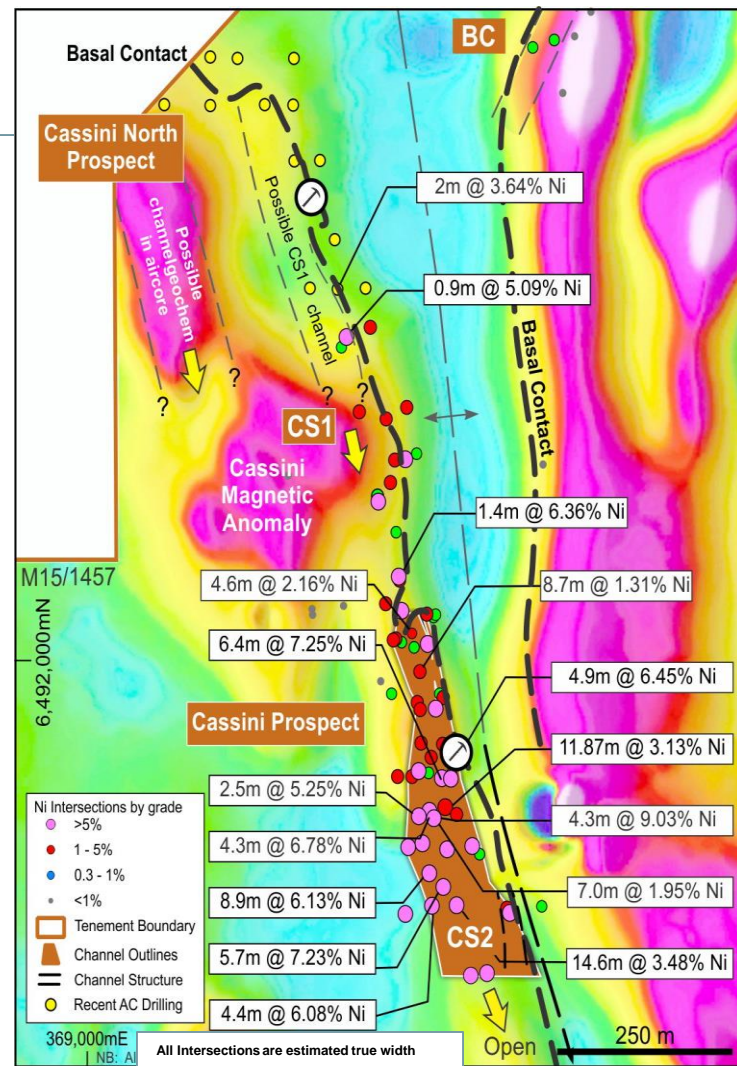 Basal Contact
BC
Cassini North
Prospect
2m @ 3.64% Ni
Possible
channelgeochem
in aircore
Possible CS1
channel
0.9m @ 5.09% Ni
Basal Contact
?
?
?
?
CS1
Cassini
Magnetic
Anomaly
1.4m @ 6.36% Ni
M15/1457
4.6m @ 2.16% Ni
8.7m @ 1.31% Ni
6.4m @ 7.25% Ni
6,492,000mN
4.9m @ 6.45% Ni
Cassini Prospect
11.87m @ 3.13% Ni
2.5m @ 5.25% Ni
4.3m @ 9.03% Ni
4.3m @ 6.78% Ni
7.0m @ 1.95% Ni
8.9m @ 6.13% Ni
CS2
5.7m @ 7.23% Ni
14.6m @ 3.48% Ni
4.4m @ 6.08% Ni
Open
Ni Intersections by grade
>5%
1 - 5%
0.3 - 1%
<1%
Tenement Boundary
Channel Outlines
Channel Structure
Recent AC Drilling
369,000mE
NB: Al
All Intersections are estimated true width
250 m